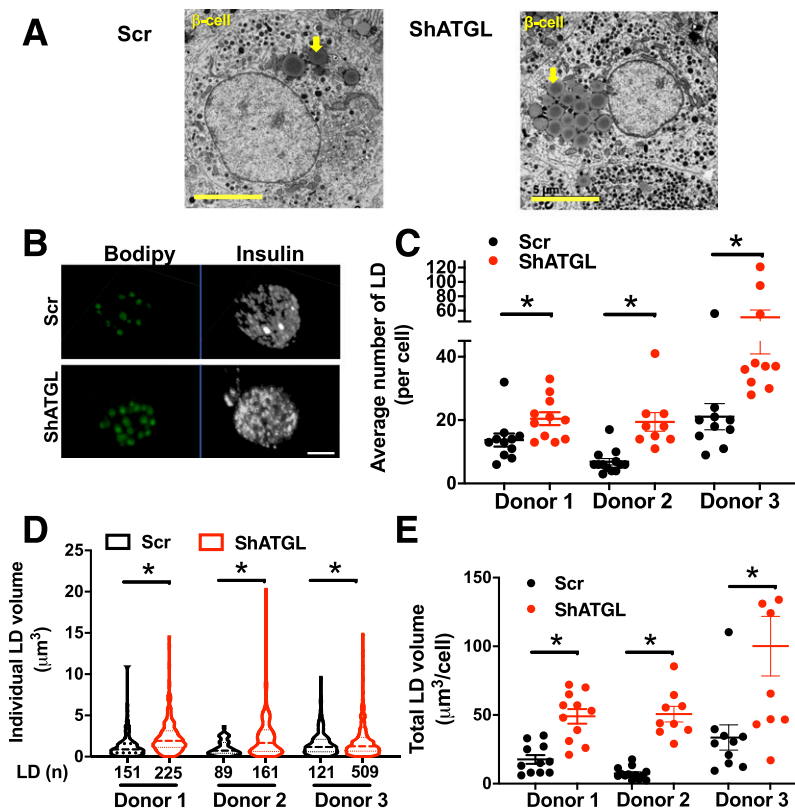 A
Scr
β-cell
ShATGL
β-cell
5 μm
B
Bodipy
Insulin
Scr
ShATGL
C
Scr
ShATGL
Average number of LD
(per cell)
120
100
80
60
40
20
0
*
*
*
Donor 1
Donor 2
Donor 3
D
Scr
ShATGL
Individual LD volume
(μm³)
25
20
15
10
5
0
*
*
*
LD (n)
151
225
89
161
121
509
Donor 1
Donor 2
Donor 3
E
Scr
ShATGL
Total LD volume
(μm³/cell)
150
100
50
0
*
*
*
Donor 1
Donor 2
Donor 3